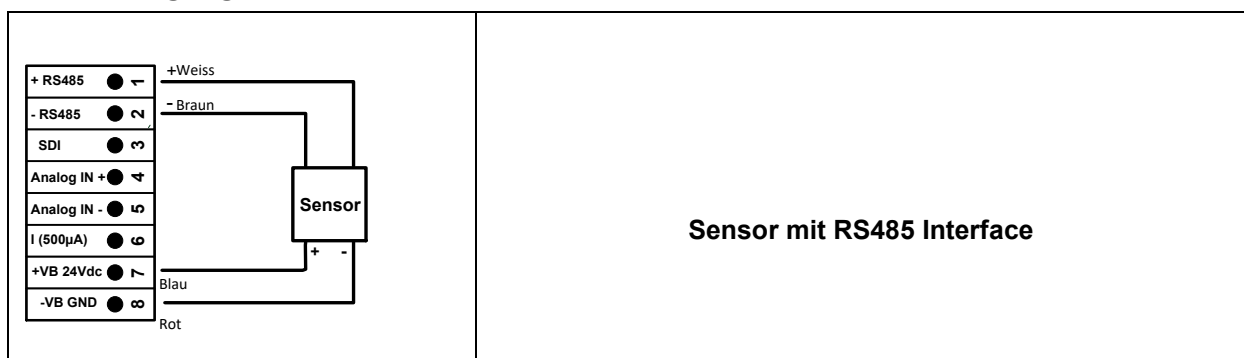 + RS485 1 +Weiss
- RS485 2 - Braun
SDI 3
Analog IN + 4
Analog IN - 5
I (500µA) 6
+VB 24Vdc 7
Blau
-VB GND 8
Rot
Sensor
+ -
Sensor mit RS485 Interface